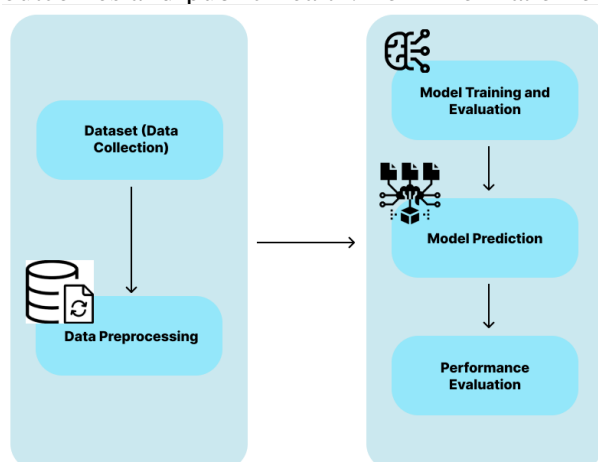 Dataset (Data
Collection)
Data Preprocessing
Model Training and
Evaluation
Model Prediction
Performance
Evaluation